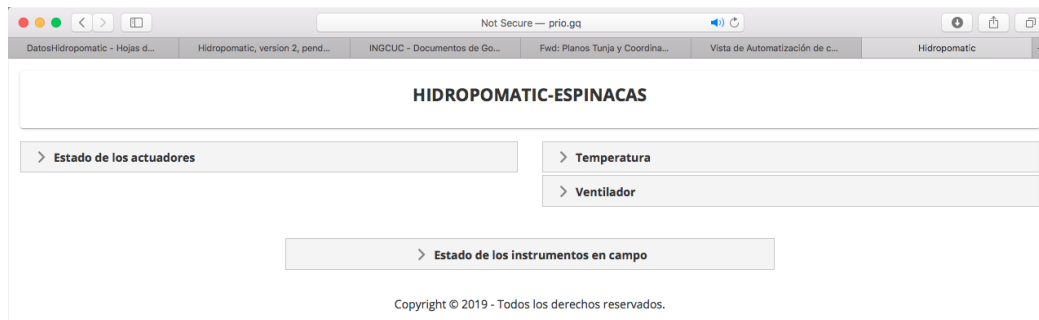 Not Secure — prio.gq
DatosHidropomatic - Hojas d...
Hidropomatic, version 2, pend...
INGCUC - Documentos de Go...
Fwd: Planos Tunja y Coordina...
Vista de Automatización de c...
Hidropomatic
HIDROPOMATIC-ESPINACAS
Estado de los actuadores
Temperatura
Ventilador
Estado de los instrumentos en campo
Copyright © 2019 - Todos los derechos reservados.